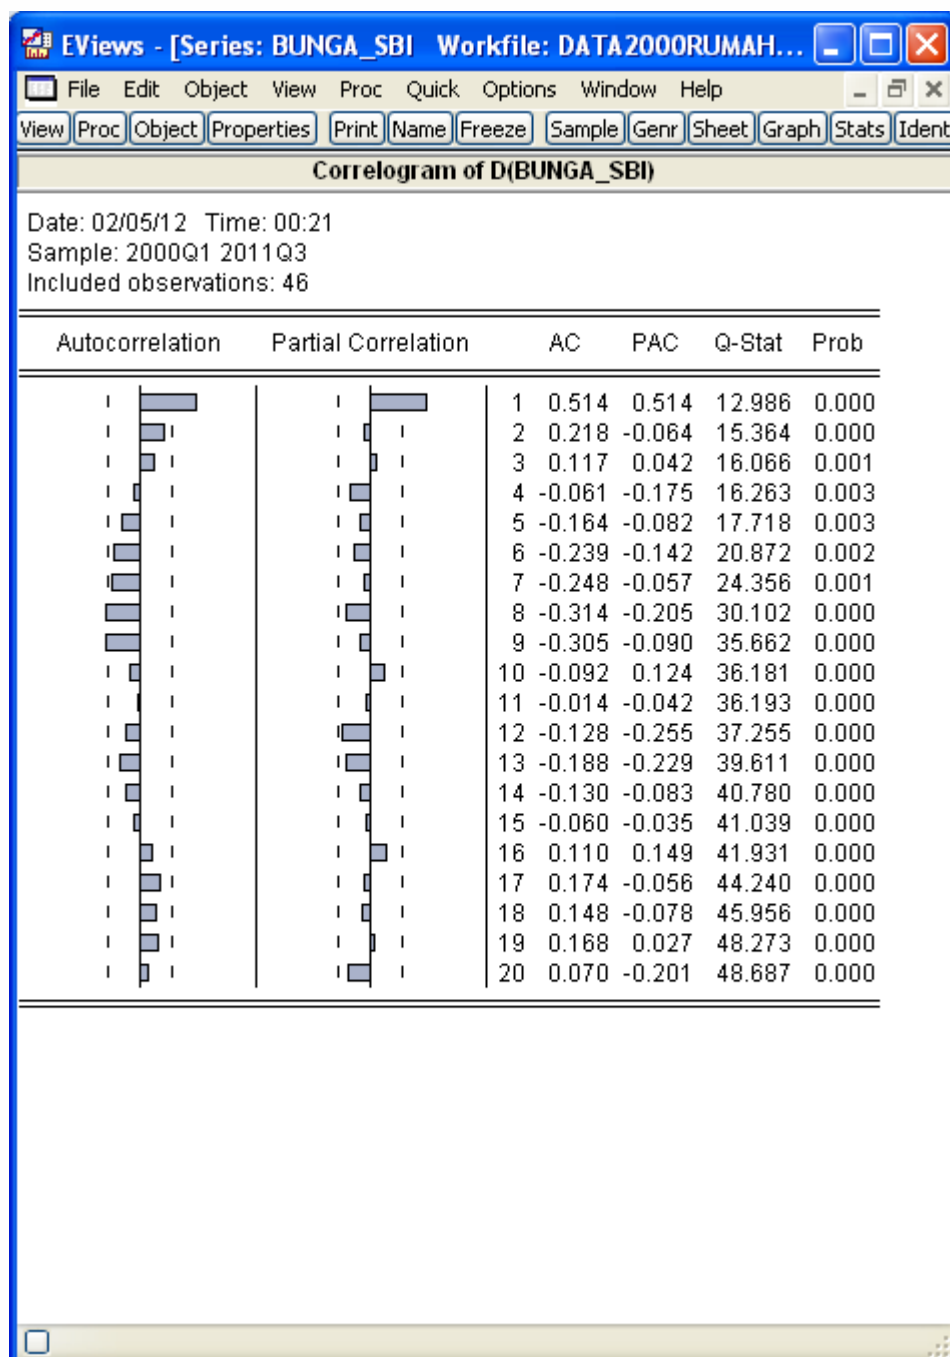 EViews - [Series: BUNGA_SBI Workfile: DATA2000RUMAH...
File Edit Object View Proc Quick Options Window Help
View Proc Object Properties Print Name Freeze Sample Genr Sheet Graph Stats Ident
Correlogram of D(BUNGA_SBI)
Date: 02/05/12 Time: 00:21
Sample: 2000Q1 2011Q3
Included observations: 46
Autocorrelation Partial Correlation AC PAC Q-Stat Prob
1 0.514 0.514 12.986 0.000
2 0.218 -0.064 15.364 0.000
3 0.117 0.042 16.066 0.001
4 -0.061 -0.175 16.263 0.003
5 -0.164 -0.082 17.718 0.003
6 -0.239 -0.142 20.872 0.002
7 -0.248 -0.057 24.356 0.001
8 -0.314 -0.205 30.102 0.000
9 -0.305 -0.090 35.662 0.000
10 -0.092 0.124 36.181 0.000
11 -0.014 -0.042 36.193 0.000
12 -0.128 -0.255 37.255 0.000
13 -0.188 -0.229 39.611 0.000
14 -0.130 -0.083 40.780 0.000
15 -0.060 -0.035 41.039 0.000
16 0.110 0.149 41.931 0.000
17 0.174 -0.056 44.240 0.000
18 0.148 -0.078 45.956 0.000
19 0.168 0.027 48.273 0.000
20 0.070 -0.201 48.687 0.000